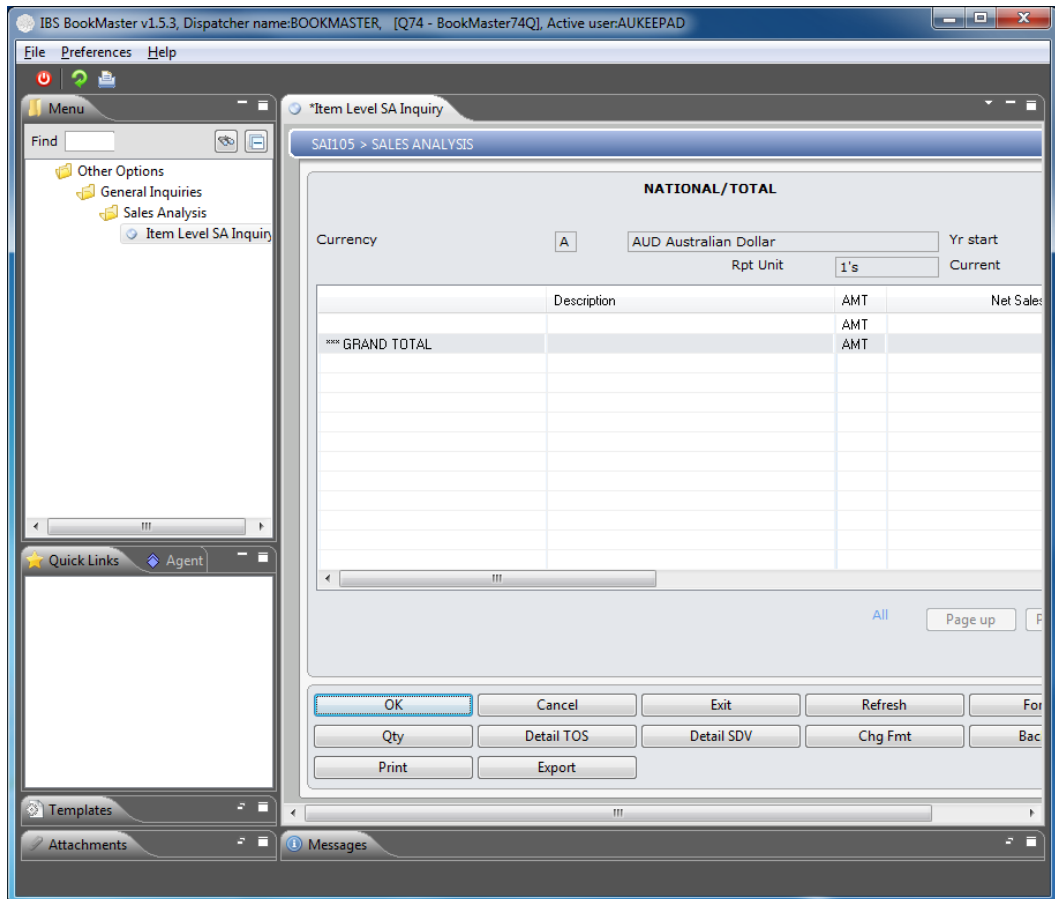 IBS BookMaster v1.5.3, Dispatcher name:BOOKMASTER, [Q74 - BookMaster74Q], Active user:AUKEEPAD
File Preferences Help
Menu
Find
Other Options
General Inquiries
Sales Analysis
Item Level SA Inquiry
Quick Links Agent
Templates
Attachments
*Item Level SA Inquiry
SAI105 > SALES ANALYSIS
NATIONAL/TOTAL
Currency A AUD Australian Dollar Yr start
Rpt Unit 1's Current
Description AMT Net Sales
AMT
*** GRAND TOTAL AMT
All Page up P
OK Cancel Exit Refresh For
Qty Detail TOS Detail SDV Chg Fmt Bac
Print Export
Messages